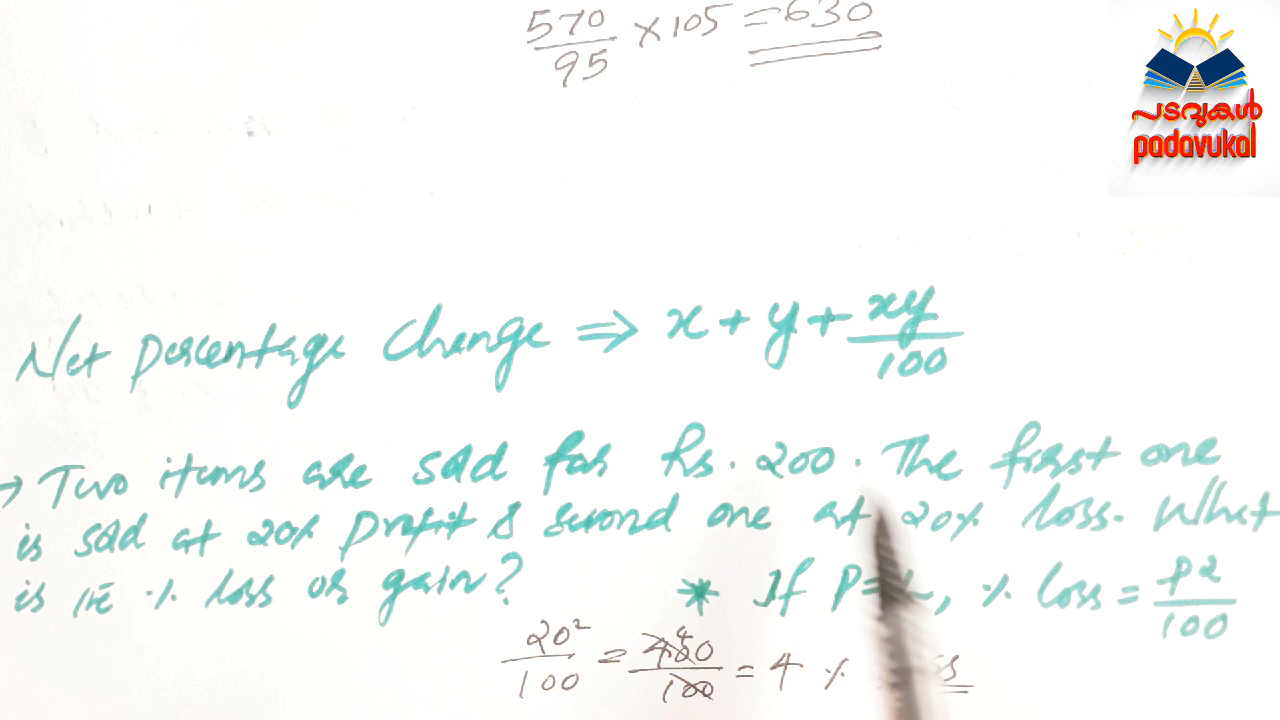 570/95 × 105 = 630
പടവുകൾ
padavukal
Net Percentage Change ⇒ x + y + xy/100
→ Two items are sold for Rs. 200. The first one
is sold at 20% profit & second one at 20% loss. What
is the % loss or gain?
* If P=L, % loss = P2/100
20²/100 = 400/100 = 4 %